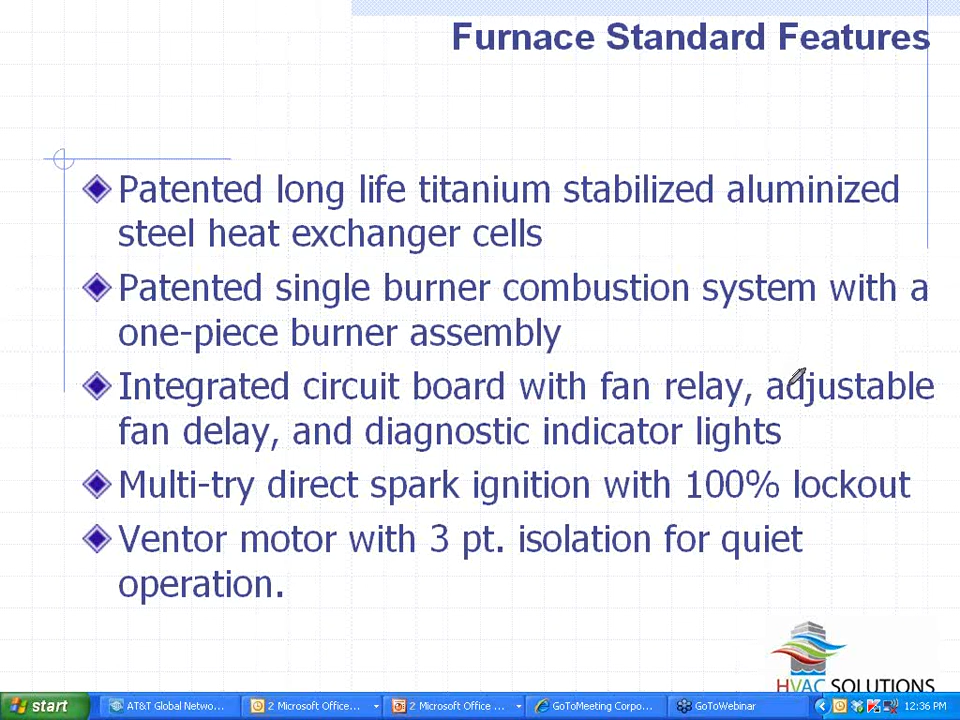 Furnace Standard Features
Patented long life titanium stabilized aluminized
steel heat exchanger cells
Patented single burner combustion system with a
one-piece burner assembly
Integrated circuit board with fan relay, adjustable
fan delay, and diagnostic indicator lights
Multi-try direct spark ignition with 100% lockout
Ventor motor with 3 pt. isolation for quiet
operation.
HVAC SOLUTIONS
start AT&T Global Netwo... 2 Microsoft Office... 2 Microsoft Office ... GoToMeeting Corpo... GoToWebinar 12:36 PM